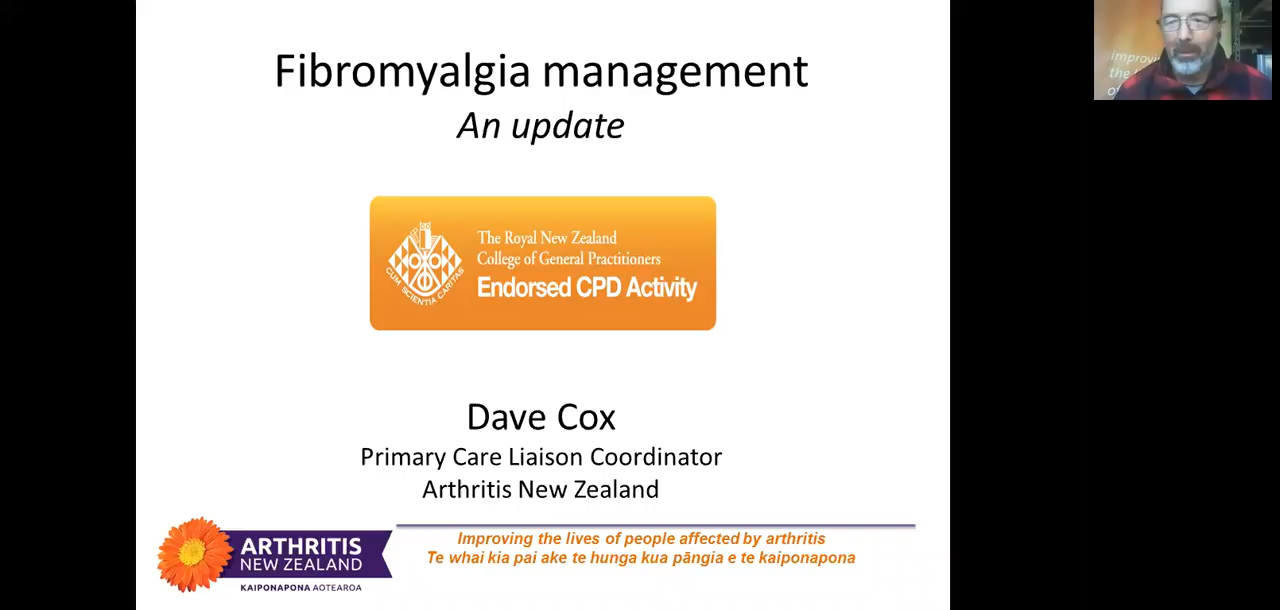 Fibromyalgia management
An update
The Royal New Zealand
College of General Practitioners
Endorsed CPD Activity
CUM SCIENTIA CARITAS
Dave Cox
Primary Care Liaison Coordinator
Arthritis New Zealand
ARTHRITIS
NEW ZEALAND
KAIPONAPONA AOTEAROA
Improving the lives of people affected by arthritis
Te whai kia pai ake te hunga kua pāngia e te kaiponapona